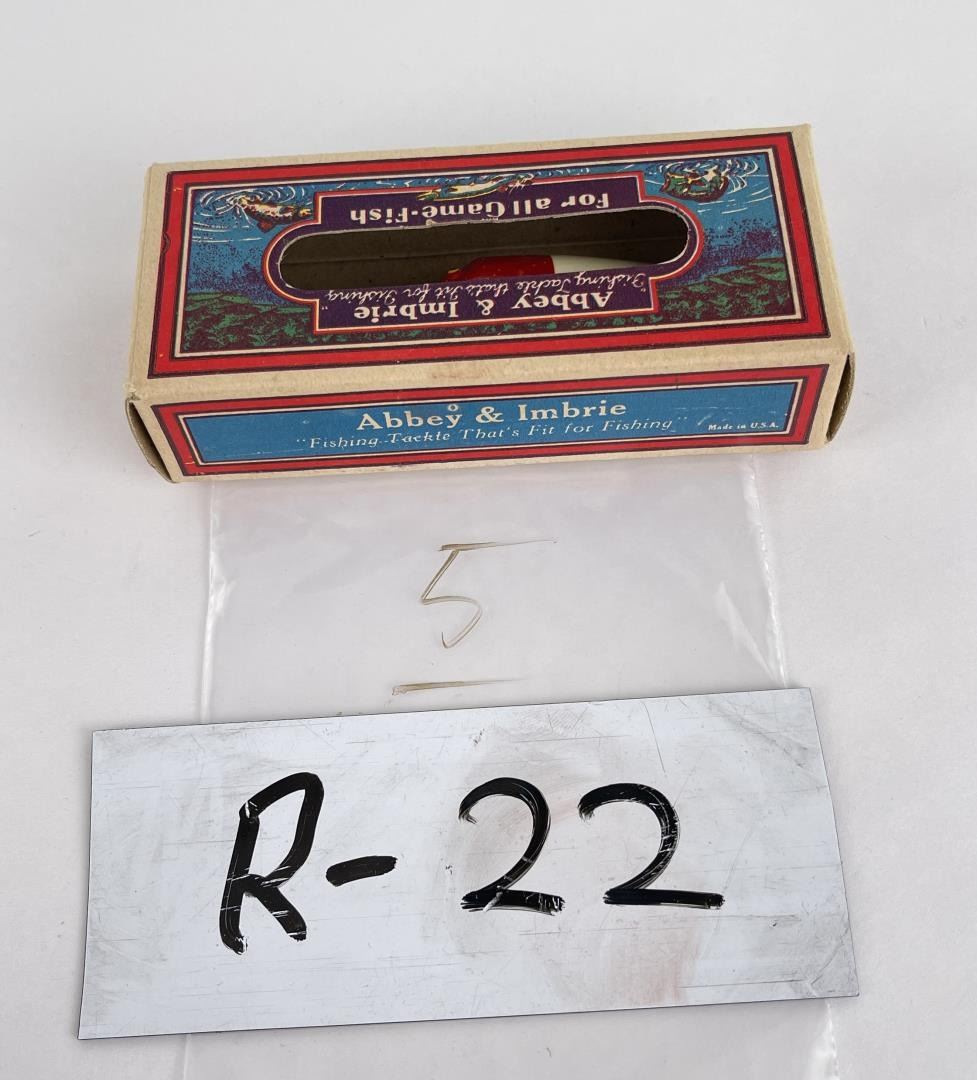 Abbey & Imbrie
"Fishing Tackle that's Fit for Fishing"
For all Game-Fish
Abbey & Imbrie
"Fishing Tackle That's Fit for Fishing"
Made in U.S.A.
5
R-22